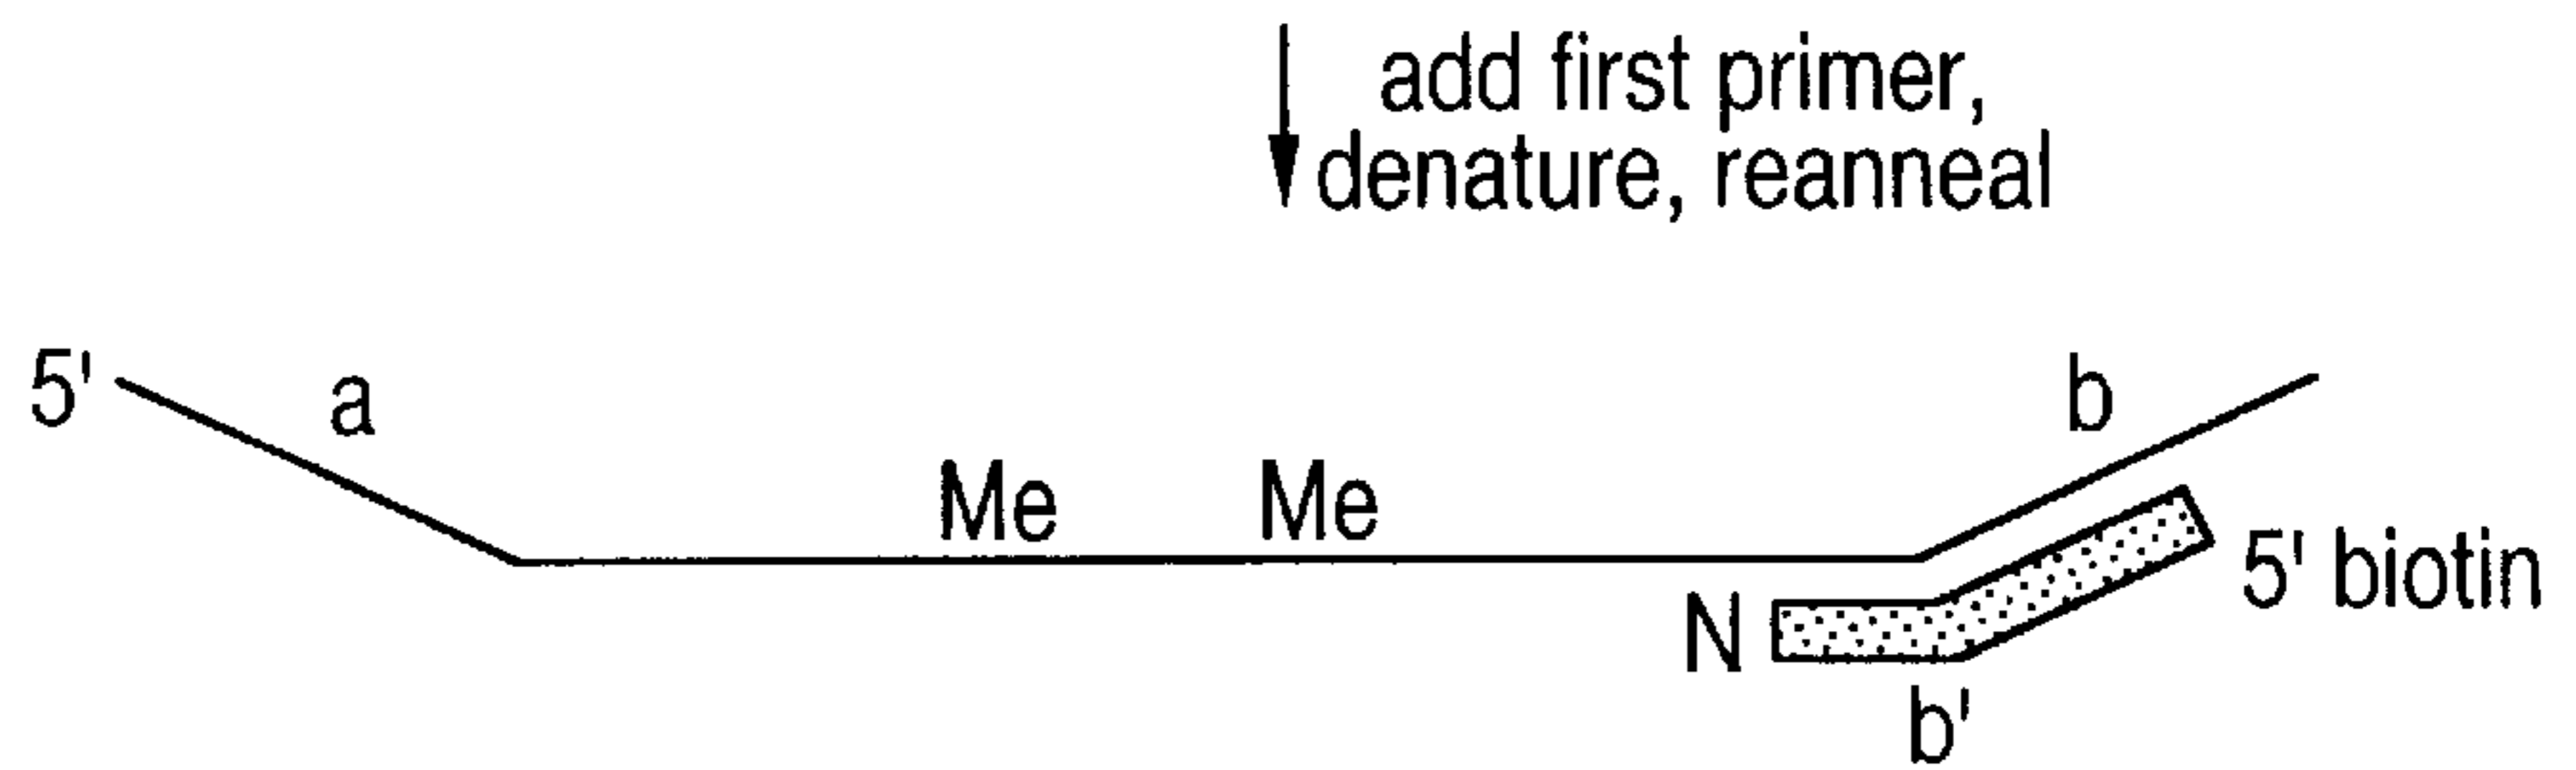 add first primer,
denature, reanneal
5' a b
Me Me
5' biotin
N
b'